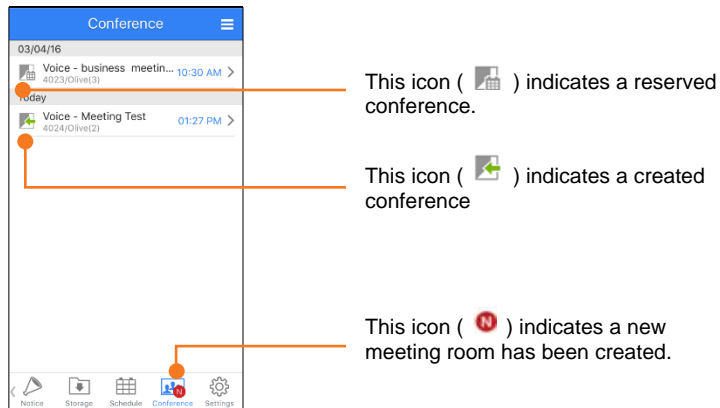 Conference
03/04/16
Voice - business meetin... 10:30 AM
4023/Olive(3)
Today
Voice - Meeting Test 01:27 PM
4024/Olive(2)
This icon ( ) indicates a reserved
conference.
This icon ( ) indicates a created
conference
This icon ( N ) indicates a new
meeting room has been created.
N
Notice Storage Schedule Conference Settings